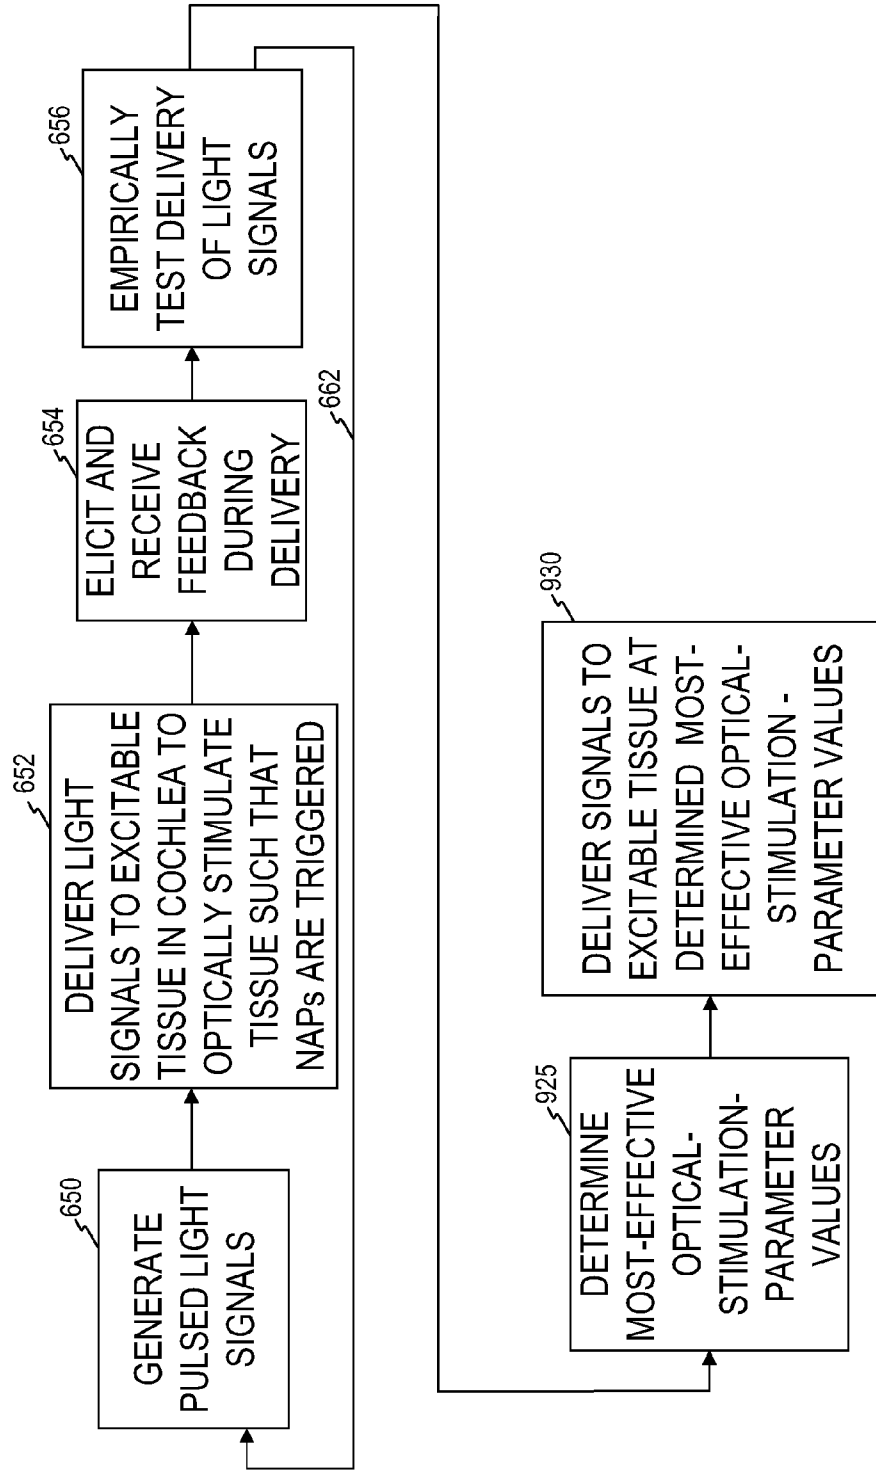 650
GENERATE
PULSED LIGHT
SIGNALS
652
DELIVER LIGHT
SIGNALS TO EXCITABLE
TISSUE IN COCHLEA TO
OPTICALLY STIMULATE
TISSUE SUCH THAT
NAPs ARE TRIGGERED
654
ELICIT AND
RECEIVE
FEEDBACK
DURING
DELIVERY
656
EMPIRICALLY
TEST DELIVERY
OF LIGHT
SIGNALS
662
925
DETERMINE
MOST-EFFECTIVE
OPTICAL-
STIMULATION-
PARAMETER
VALUES
930
DELIVER SIGNALS TO
EXCITABLE TISSUE AT
DETERMINED MOST-
EFFECTIVE OPTICAL-
STIMULATION -
PARAMETER VALUES